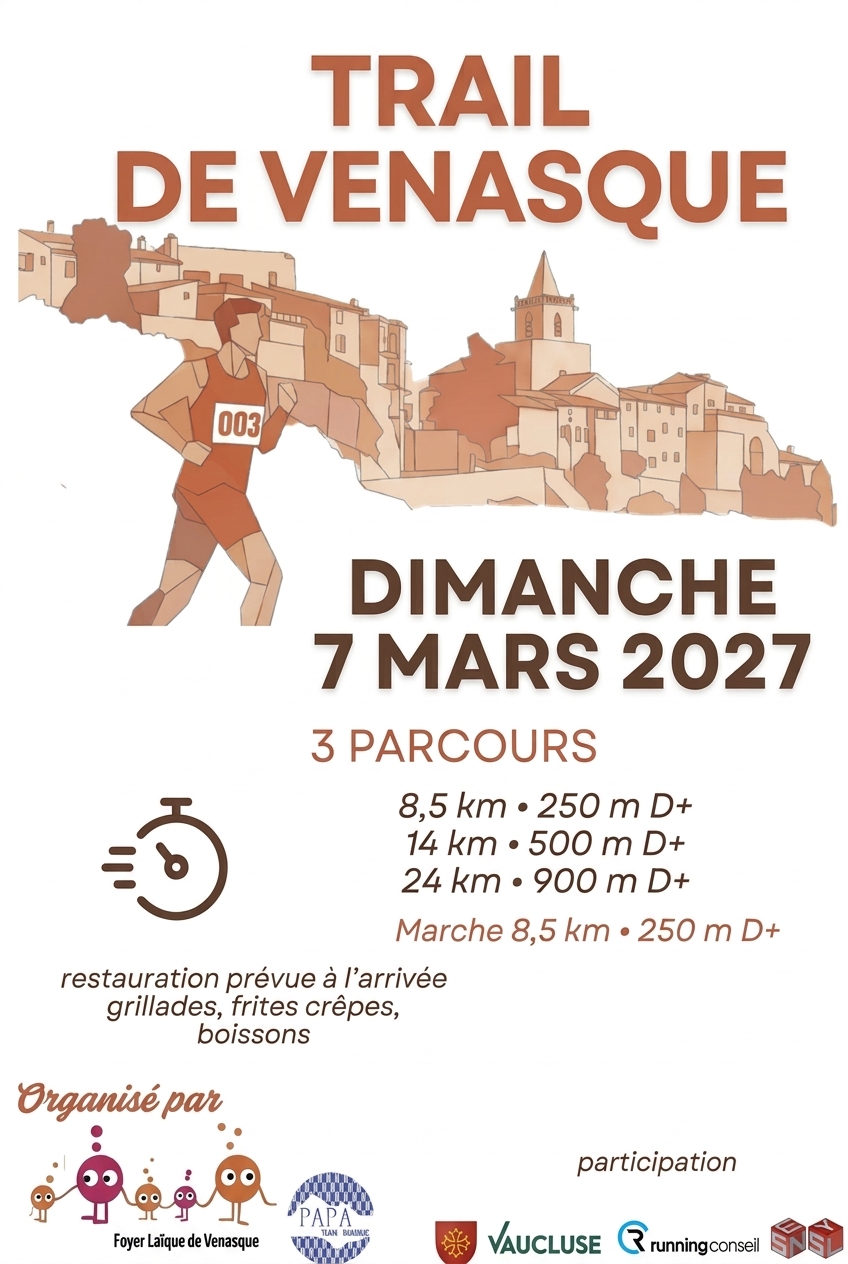 TRAIL
DE VENASQUE
003
DIMANCHE
7 MARS 2027
3 PARCOURS
8,5 km • 250 m D+
14 km • 500 m D+
24 km • 900 m D+
Marche 8,5 km • 250 m D+
restauration prévue à l’arrivée
grillades, frites crêpes,
boissons
Organisé par
Foyer Laïque de Venasque
PAPA
participation
VAUCLUSE
runningconseil